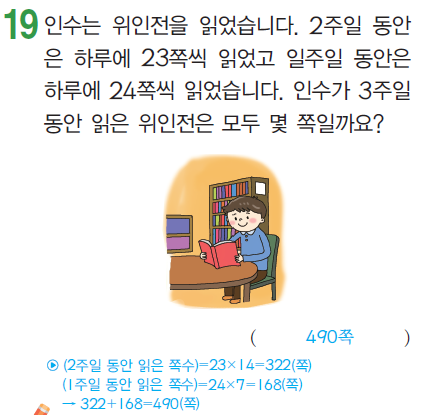 19 인수는 위인전을 읽었습니다. 2주일 동안
은 하루에 23쪽씩 읽었고 일주일 동안은
하루에 24쪽씩 읽었습니다. 인수가 3주일
동안 읽은 위인전은 모두 몇 쪽일까요?
( 490쪽 )
(2주일 동안 읽은 쪽수)=23×14=322(쪽)
(1주일 동안 읽은 쪽수)=24×7=168(쪽)
→ 322+168=490(쪽)